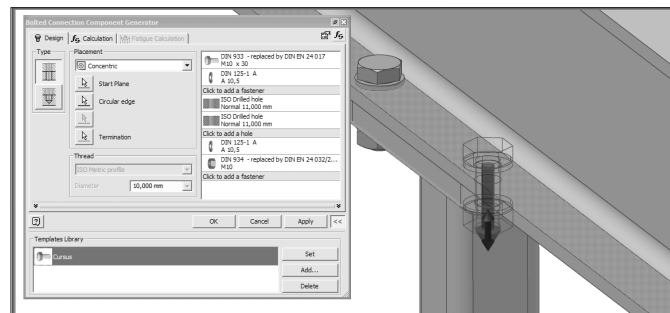 Bolted Connection Component Generator
Design
Calculation
Fatigue Calculation
Type
Placement
Concentric
Start Plane
Circular edge
Termination
Thread
ISO Metric profile
Diameter
10,000 mm
DIN 933 - replaced by DIN EN 24 017
M10 x 30
DIN 125-1 A
A 10,5
Click to add a fastener
ISO Drilled hole
Normal 11,000 mm
ISO Drilled hole
Normal 11,000 mm
Click to add a hole
DIN 125-1 A
A 10,5
DIN 934 - replaced by DIN EN 24 032/2...
M10
Click to add a fastener
OK
Cancel
Apply
<<
Templates Library
Cursus
Set
Add...
Delete